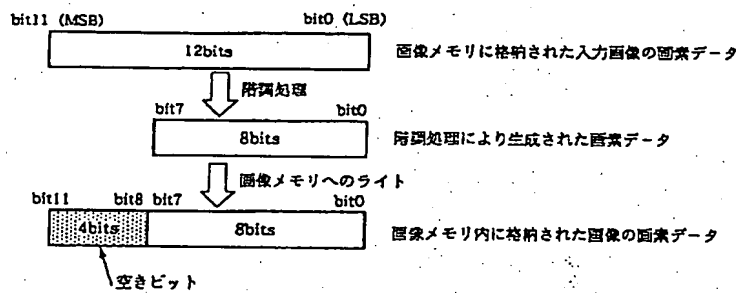 bit11 (MSB) bit0 (LSB)
12bits 画像メモリに格納された入力画像の画素データ
階調処理
bit7 bit0
8bits 階調処理により生成された画素データ
画像メモリへのライト
bit11 bit8 bit7 bit0
4bits 8bits 画像メモリ内に格納された画像の画素データ
空きビット